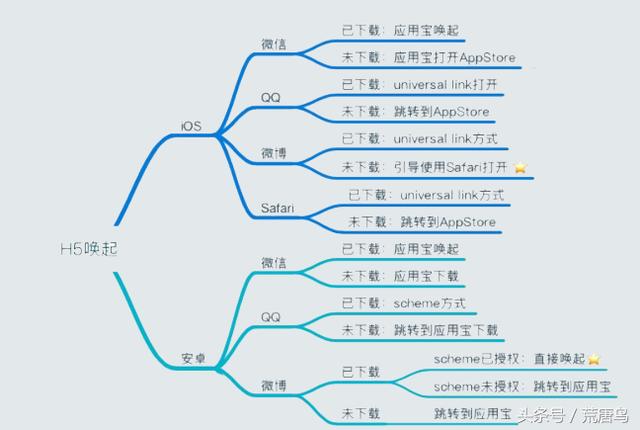 H5唤起
iOS
微信
已下载：应用宝唤起
未下载：应用宝打开AppStore
QQ
已下载：universal link打开
未下载：跳转到AppStore
微博
已下载：universal link方式
未下载：引导使用Safari打开
Safari
已下载：universal link方式
未下载：跳转到AppStore
安卓
微信
已下载：应用宝唤起
未下载：应用宝下载
QQ
已下载：scheme方式
未下载：跳转到应用宝下载
微博
已下载
scheme已授权：直接唤起
scheme未授权：跳转到应用宝
未下载
跳转到应用宝
头条号／荒唐鸟